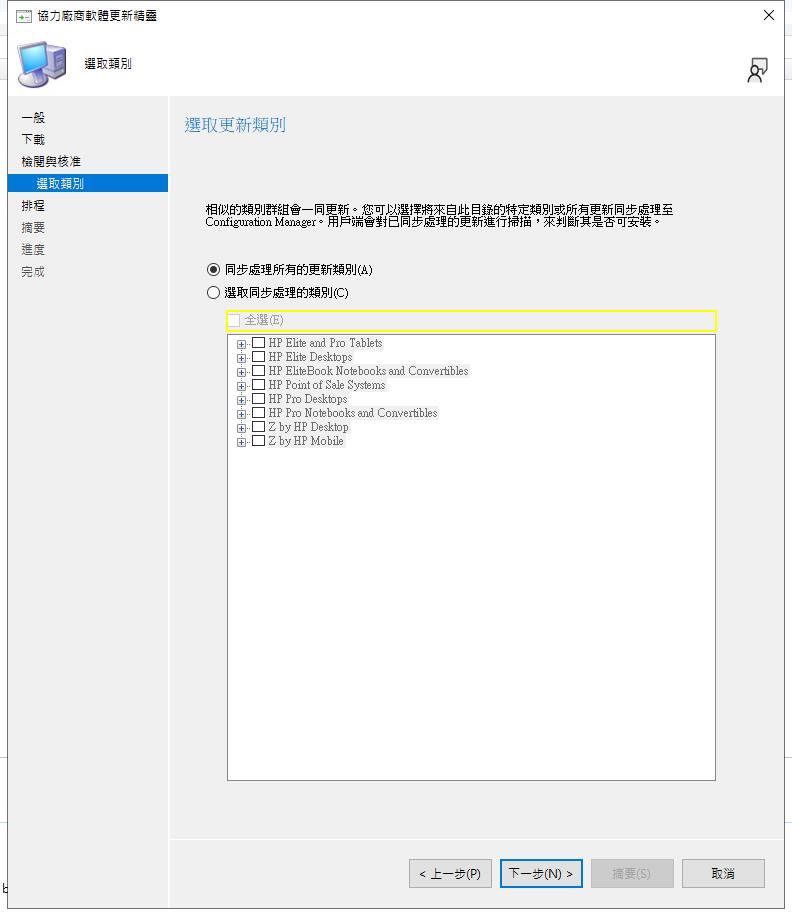 協力廠商軟體更新精靈
選取類別
一般
下載
檢閱與核准
選取類別
排程
摘要
進度
完成
選取更新類別
相似的類別群組會一同更新。您可以選擇將來自此目錄的特定類別或所有更新同步處理至
Configuration Manager。用戶端會對已同步處理的更新進行掃描，來判斷其是否可安裝。
同步處理所有的更新類別(A)
選取同步處理的類別(C)
全選(E)
HP Elite and Pro Tablets
HP Elite Desktops
HP EliteBook Notebooks and Convertibles
HP Point of Sale Systems
HP Pro Desktops
HP Pro Notebooks and Convertibles
Z by HP Desktop
Z by HP Mobile
< 上一步(P)
下一步(N) >
摘要(S)
取消